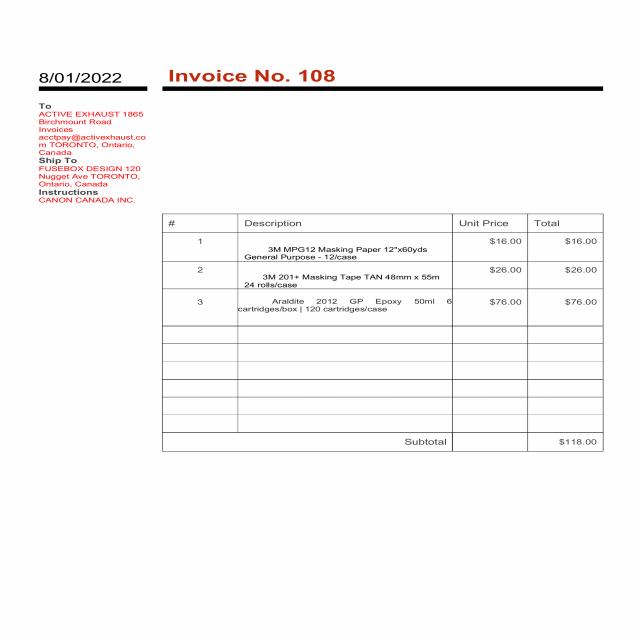 8/01/2022
Invoice No. 108
To
ACTIVE EXHAUST 1865
Birchmount Road
Invoices
acctpay@activexhaust.co
m TORONTO, Ontario,
Canada
Ship To
FUSEBOX DESIGN 120
Nugget Ave TORONTO,
Ontario, Canada
Instructions
CANON CANADA INC.
# Description Unit Price Total
1 3M MPG12 Masking Paper 12"x60yds $16.00 $16.00
General Purpose - 12/case
2 3M 201+ Masking Tape TAN 48mm x 55m $26.00 $26.00
24 rolls/case
3 Araldite 2012 GP Epoxy 50ml 6 $76.00 $76.00
cartridges/box | 120 cartridges/case
Subtotal $118.00